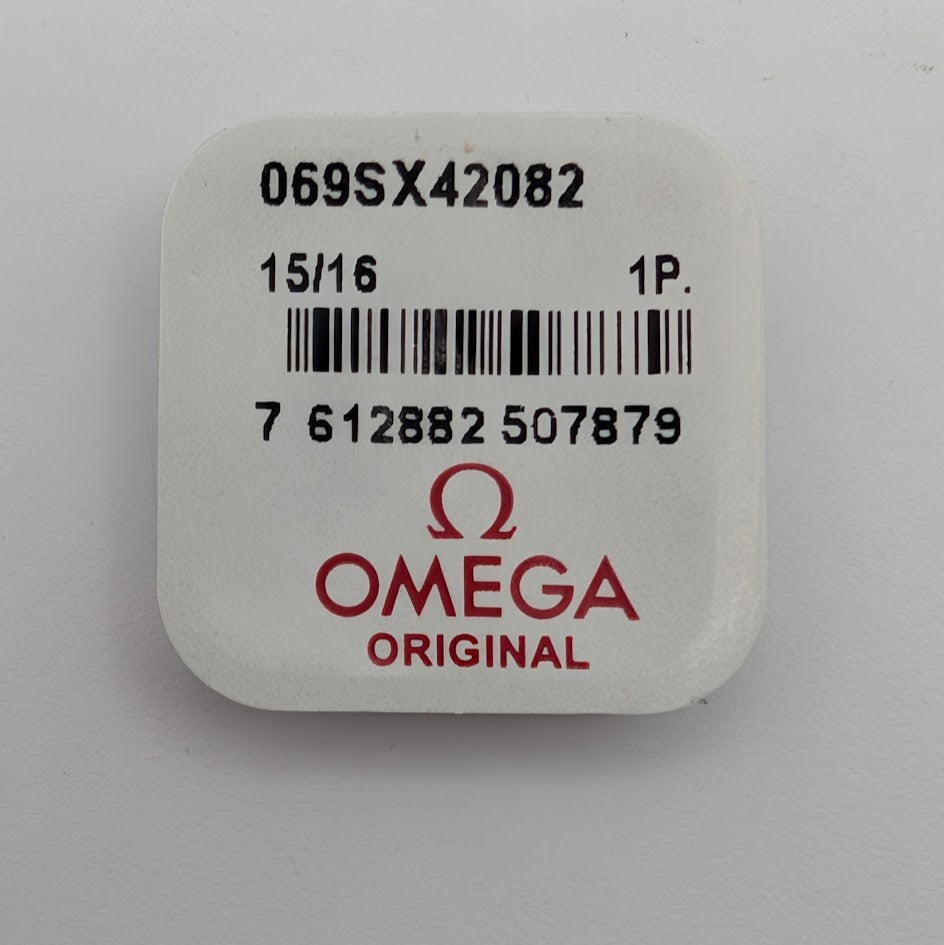 069SX42082
15/16 1P.
7 612882 507879
Ω
OMEGA
ORIGINAL